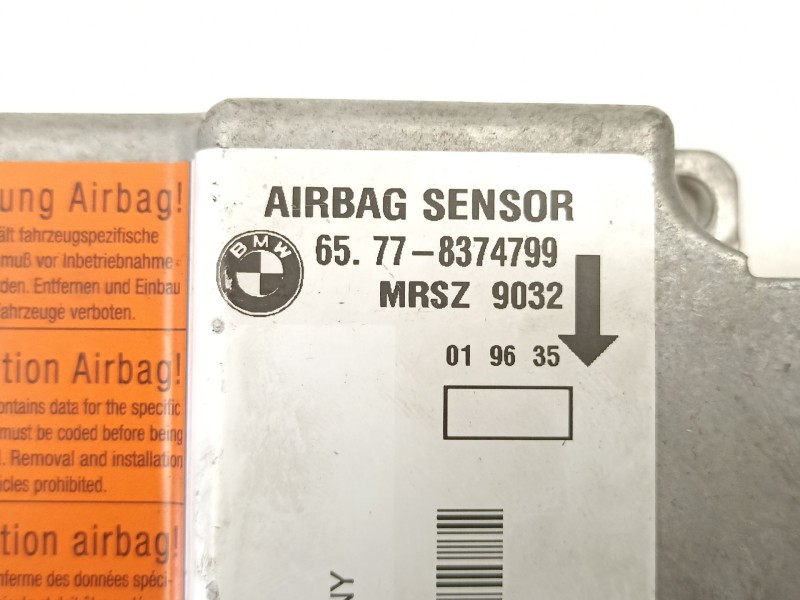 ung Airbag!
ält fahrzeugspezifische
muß vor Inbetriebnahme-
den. Entfernen und Einbau
ahrzeuge verboten.
tion Airbag!
ontains data for the specific
must be coded before being
. Removal and installation
icles prohibited.
tion airbag!
nferme des données spéci-
AIRBAG SENSOR
BMW
65. 77-8374799
MRSZ 9032
01 96 35
NY